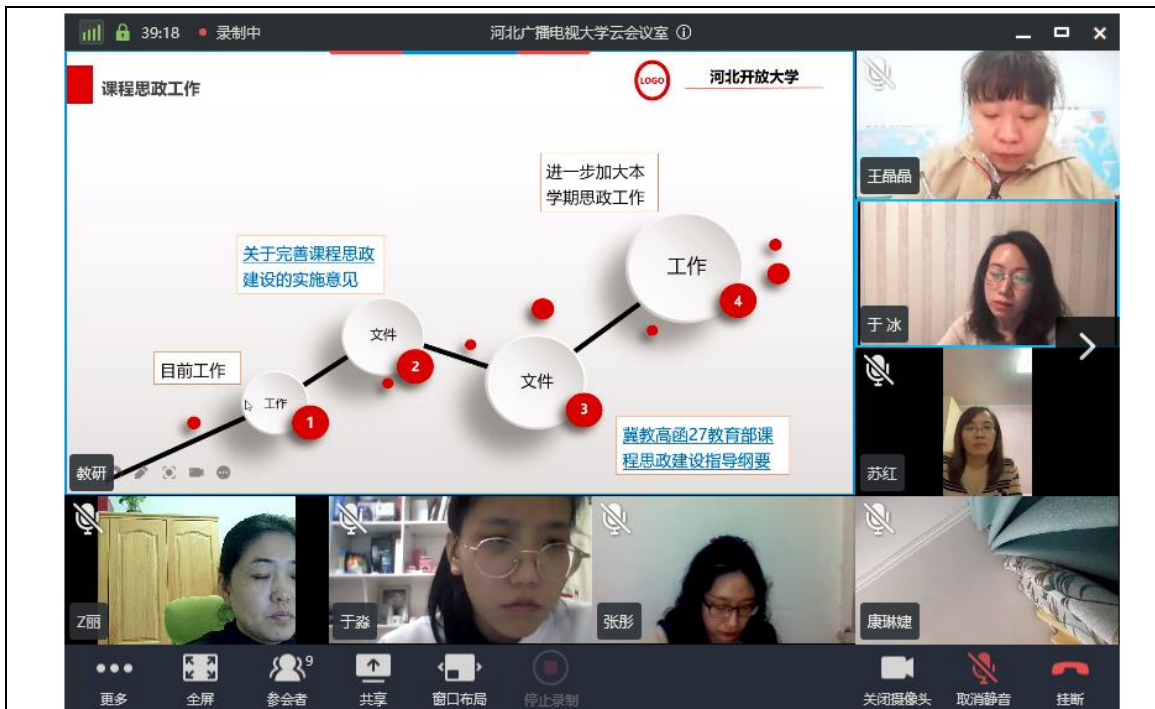 39:18
录制中
河北广播电视大学云会议室
课程思政工作
LOGO
河北开放大学
进一步加大本
学期思政工作
关于完善课程思政
建设的实施意见
工作
4
文件
2
目前工作
文件
3
工作
1
冀教高函27教育部课
程思政建设指导纲要
教研
王晶晶
于冰
苏红
Z丽
于淼
张彤
康琳婕
9
更多
全屏
参会者
共享
窗口布局
停止录制
关闭摄像头
取消静音
挂断